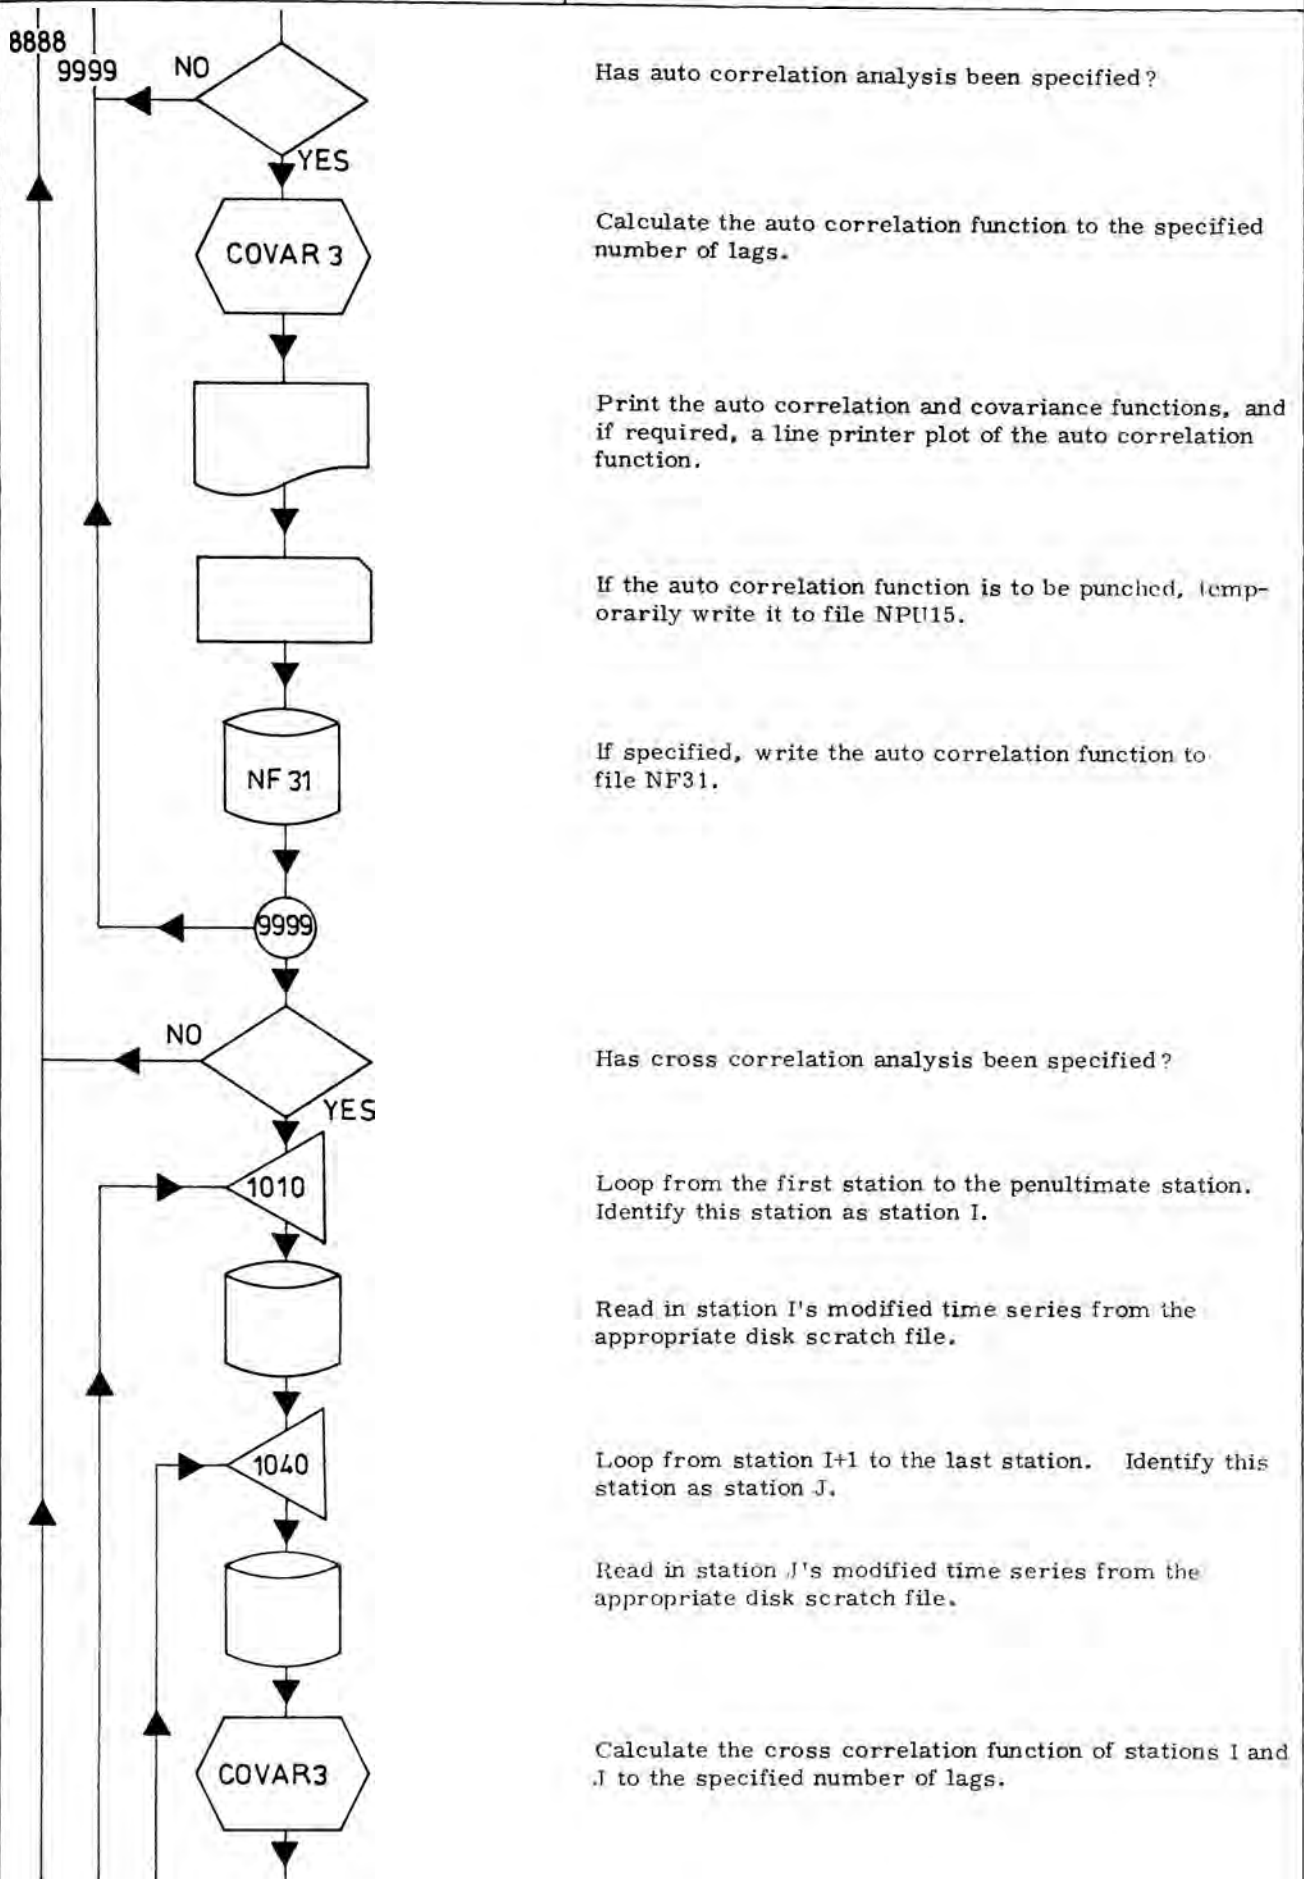 8888
9999
NO
Has auto correlation analysis been specified?
YES
COVAR 3
Calculate the auto correlation function to the specified
number of lags.
Print the auto correlation and covariance functions, and
if required, a line printer plot of the auto correlation
function.
If the auto correlation function is to be punched, temp-
orarily write it to file NPU15.
NF 31
If specified, write the auto correlation function to
file NF31.
9999
NO
Has cross correlation analysis been specified?
YES
1010
Loop from the first station to the penultimate station.
Identify this station as station I.
Read in station I's modified time series from the
appropriate disk scratch file.
1040
Loop from station I+1 to the last station. Identify this
station as station J.
Read in station J's modified time series from the
appropriate disk scratch file.
COVAR3
Calculate the cross correlation function of stations I and
J to the specified number of lags.